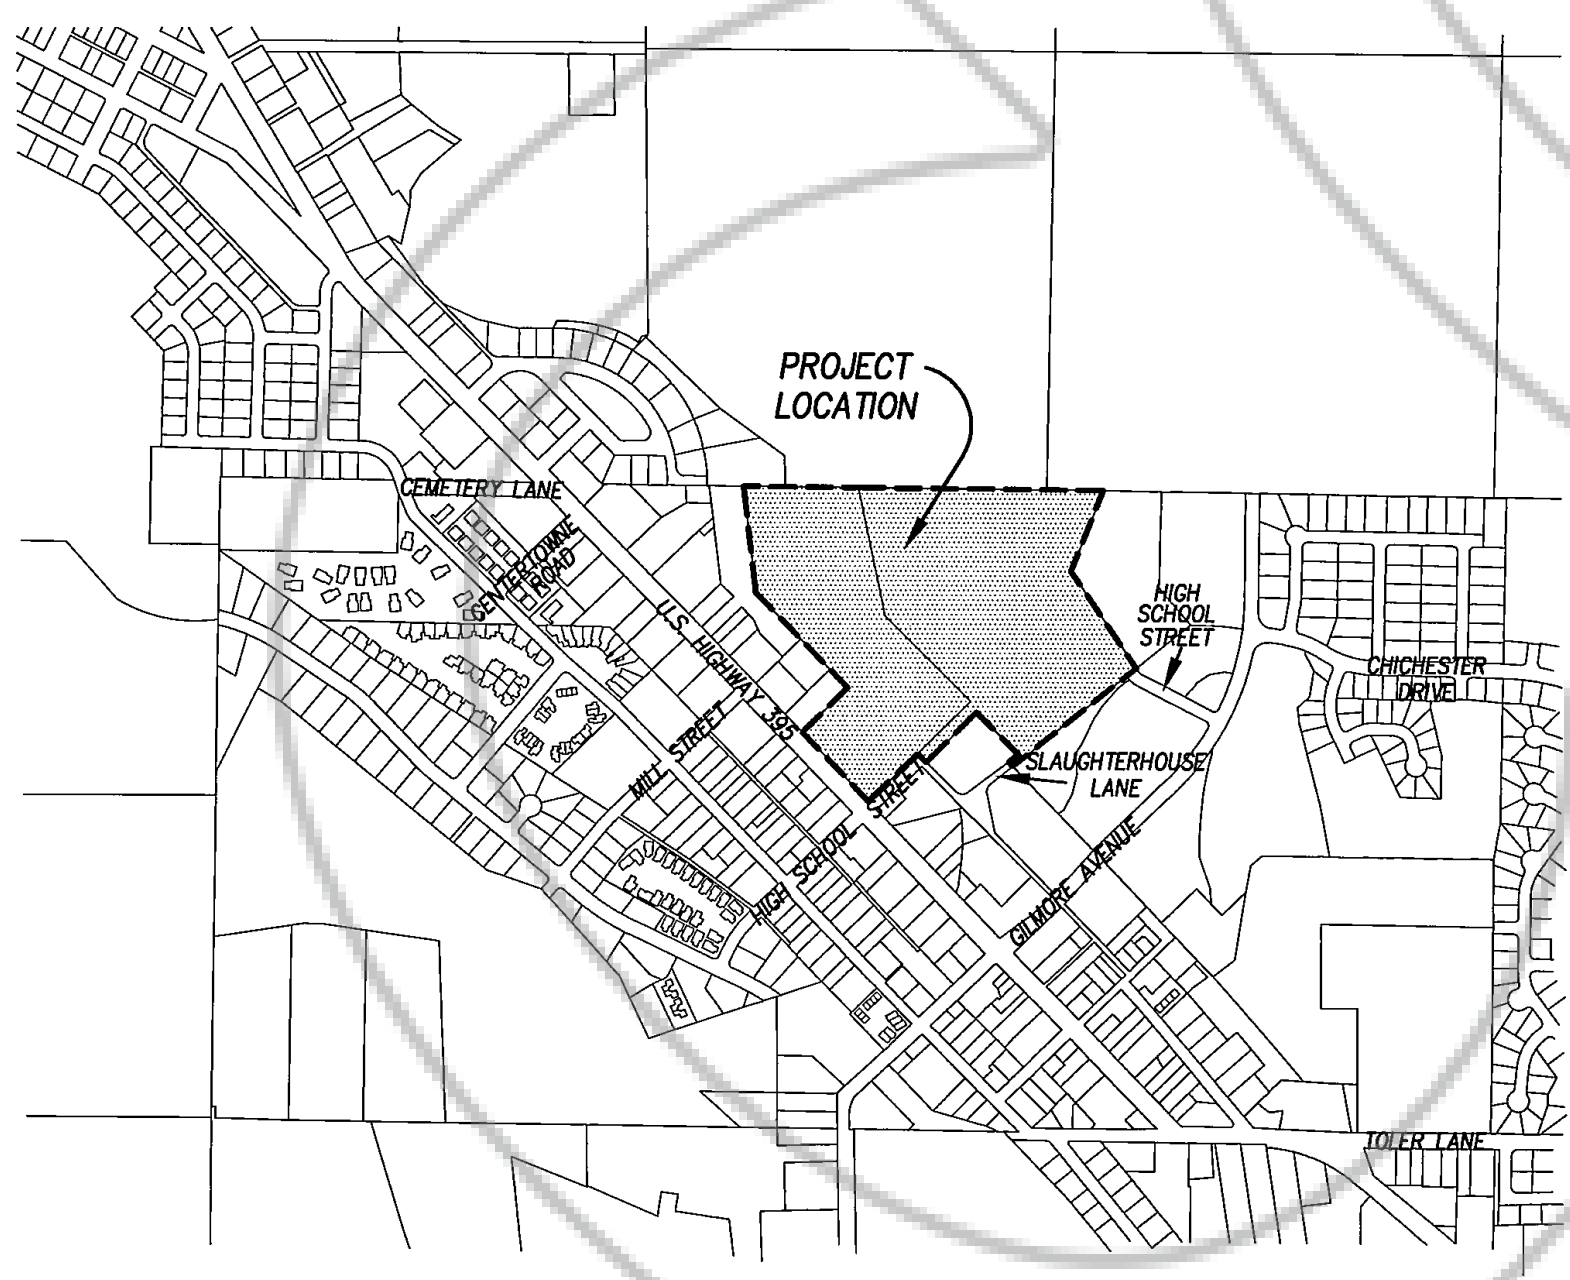 PROJECT
LOCATION
CEMETERY LANE
SENTERTOWNE
ROAD
HIGH
SCHOOL
STREET
U.S. HIGHWAY 395
CHICHESTER
DRIVE
MILL STREET
SLAUGHTERHOUSE
LANE
HIGH SCHOOL STREET
GILMORE AVENUE
TOLER LANE